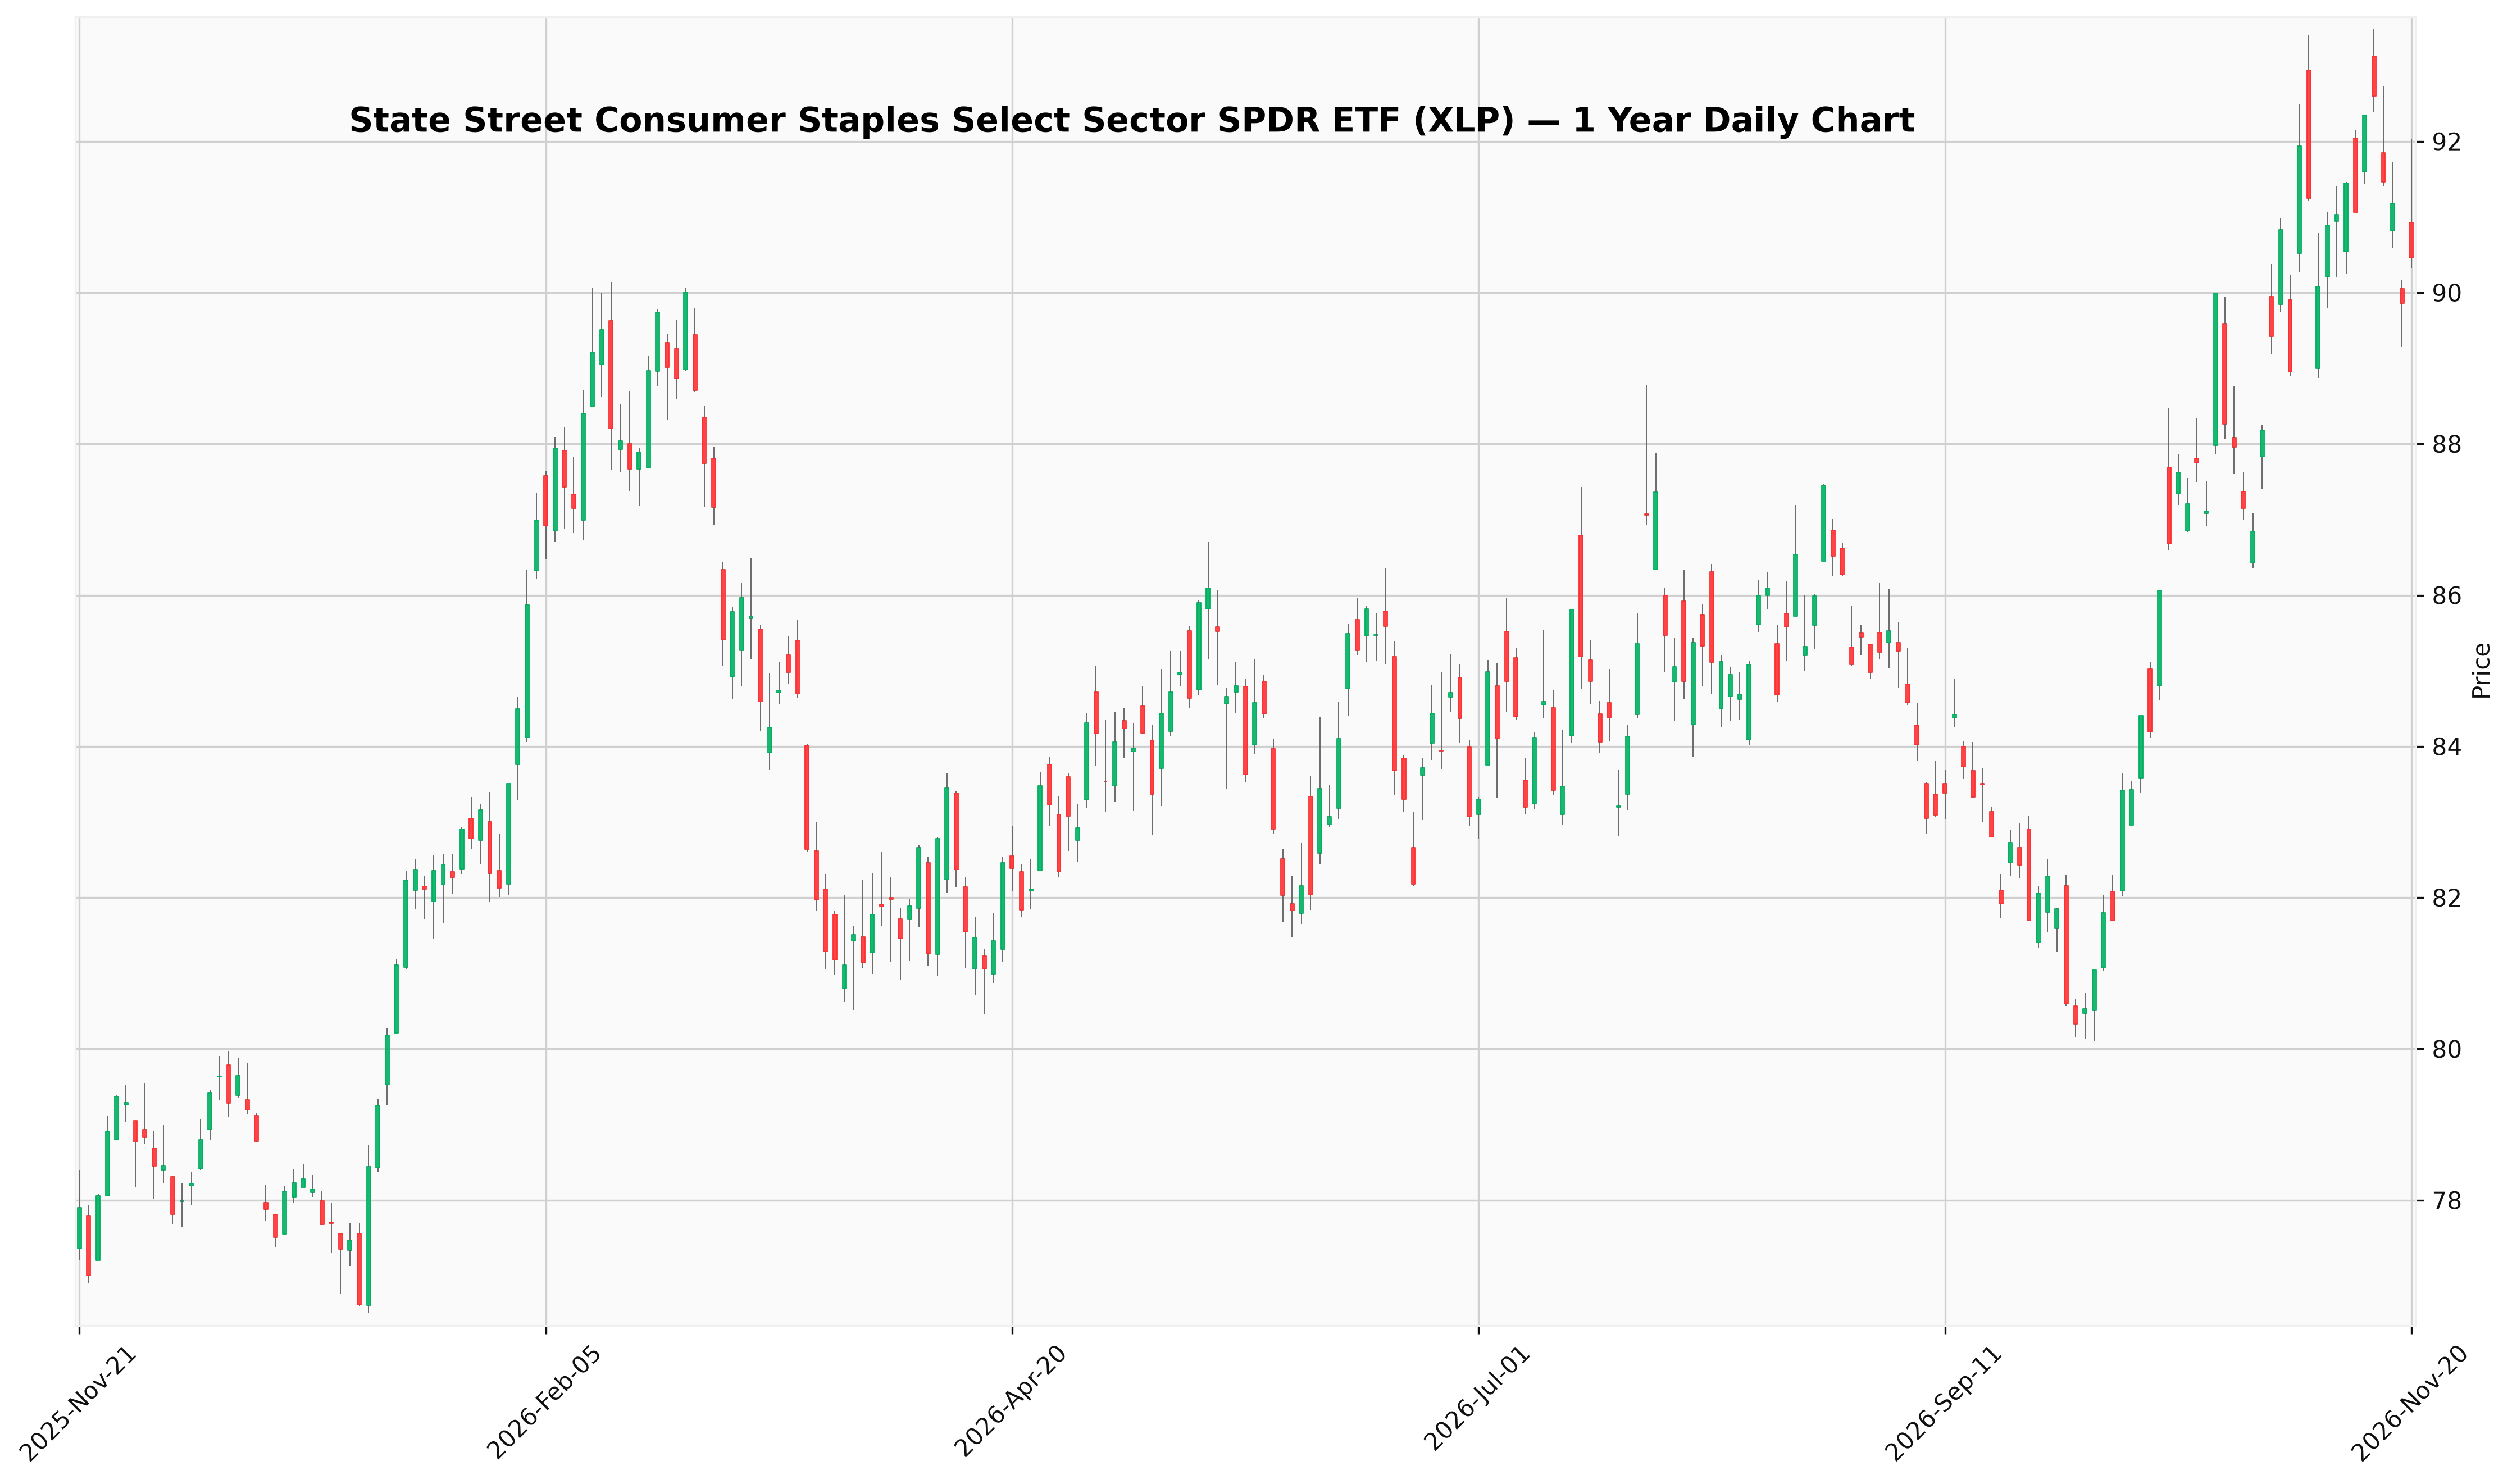 State Street Consumer Staples Select Sector SPDR ETF (XLP) — 1 Year Daily Chart
92
90
88
86
84
82
80
78
Price
2025-Nov-21
2026-Feb-05
2026-Apr-20
2026-Jul-01
2026-Sep-11
2026-Nov-20